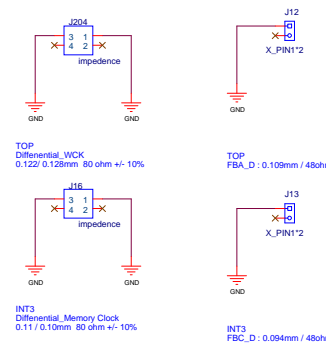 J204
3 1
4 2
impedence
GND
GND
TOP
Diffenential_WCK
0.122/ 0.128mm 80 ohm +/- 10%
J12
X_PIN1*2
GND
TOP
FBA_D : 0.109mm / 48ohm
J16
3 1
4 2
impedence
GND
GND
INT3
Differential_Memory Clock
0.11 / 0.10mm 80 ohm +/- 10%
J13
X_PIN1*2
GND
INT3
FBC_D : 0.094mm / 48ohm